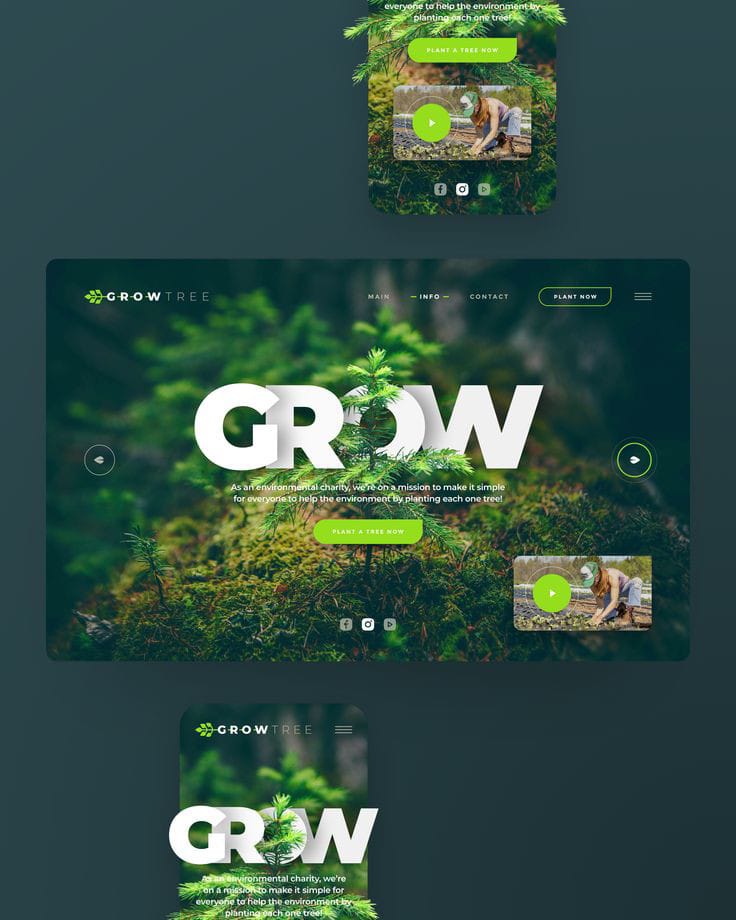 everyone to help the environment by
planting each one tree!
PLANT A TREE NOW
GROWTREE
MAIN
INFO
CONTACT
PLANT NOW
GROW
As an environmental charity, we're on a mission to make it simple
for everyone to help the environment by planting each one tree!
PLANT A TREE NOW
GROWTREE
GROW
As an environmental charity, we're
on a mission to make it simple for
everyone to help the environment by
planting each one tree!